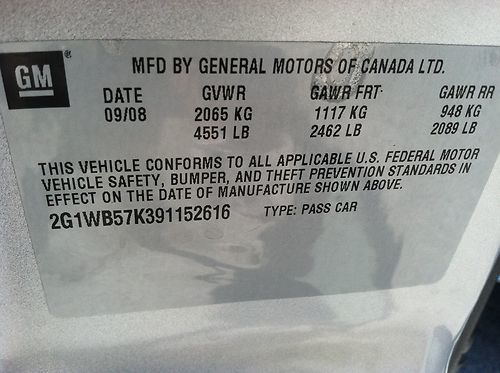 GM®
MFD BY GENERAL MOTORS OF CANADA LTD.
DATE GVWR GAWR FRT GAWR RR
09/08 2065 KG 1117 KG 948 KG
4551 LB 2462 LB 2089 LB
THIS VEHICLE CONFORMS TO ALL APPLICABLE U.S. FEDERAL MOTOR
VEHICLE SAFETY, BUMPER, AND THEFT PREVENTION STANDARDS IN
EFFECT ON THE DATE OF MANUFACTURE SHOWN ABOVE.
2G1WB57K391152616 TYPE: PASS CAR